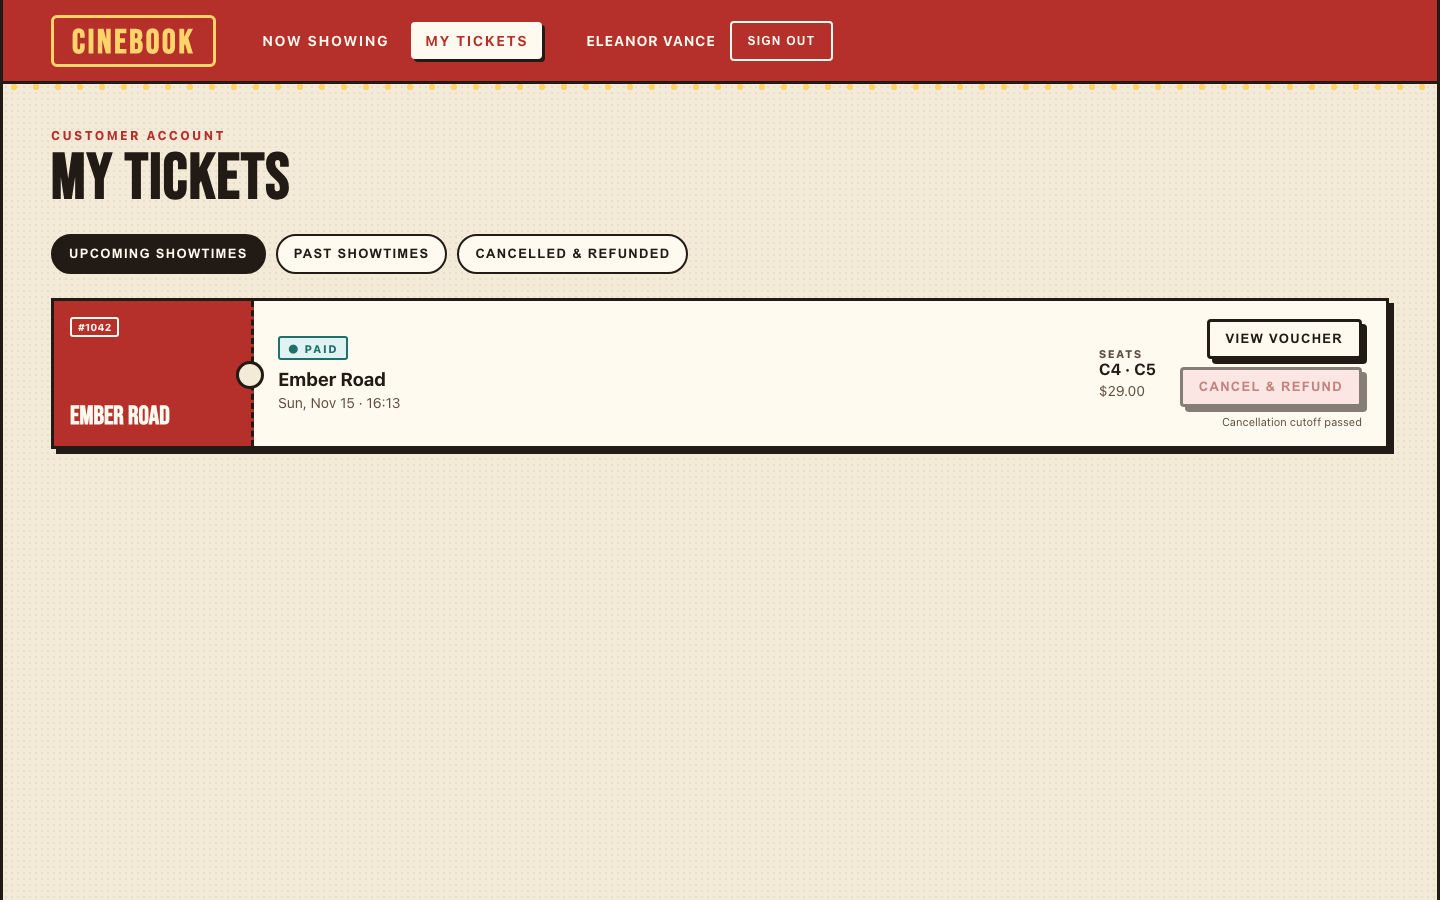 CINEBOOK
NOW SHOWING
MY TICKETS
ELEANOR VANCE
SIGN OUT
CUSTOMER ACCOUNT
MY TICKETS
UPCOMING SHOWTIMES
PAST SHOWTIMES
CANCELLED & REFUNDED
#1042
EMBER ROAD
PAID
Ember Road
Sun, Nov 15 · 16:13
SEATS
C4 · C5
$29.00
VIEW VOUCHER
CANCEL & REFUND
Cancellation cutoff passed